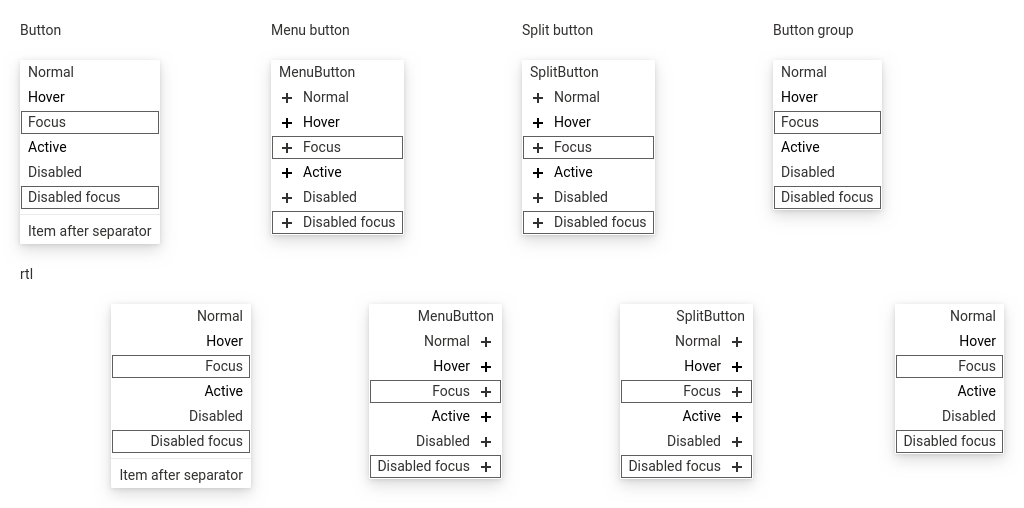 Button
Menu button
Split button
Button group
Normal
Hover
Focus
Active
Disabled
Disabled focus
Item after separator
MenuButton
Normal
Hover
Focus
Active
Disabled
Disabled focus
SplitButton
Normal
Hover
Focus
Active
Disabled
Disabled focus
Normal
Hover
Focus
Active
Disabled
Disabled focus
rtl
Normal
Hover
Focus
Active
Disabled
Disabled focus
Item after separator
MenuButton
Normal
Hover
Focus
Active
Disabled
Disabled focus
SplitButton
Normal
Hover
Focus
Active
Disabled
Disabled focus
Normal
Hover
Focus
Active
Disabled
Disabled focus